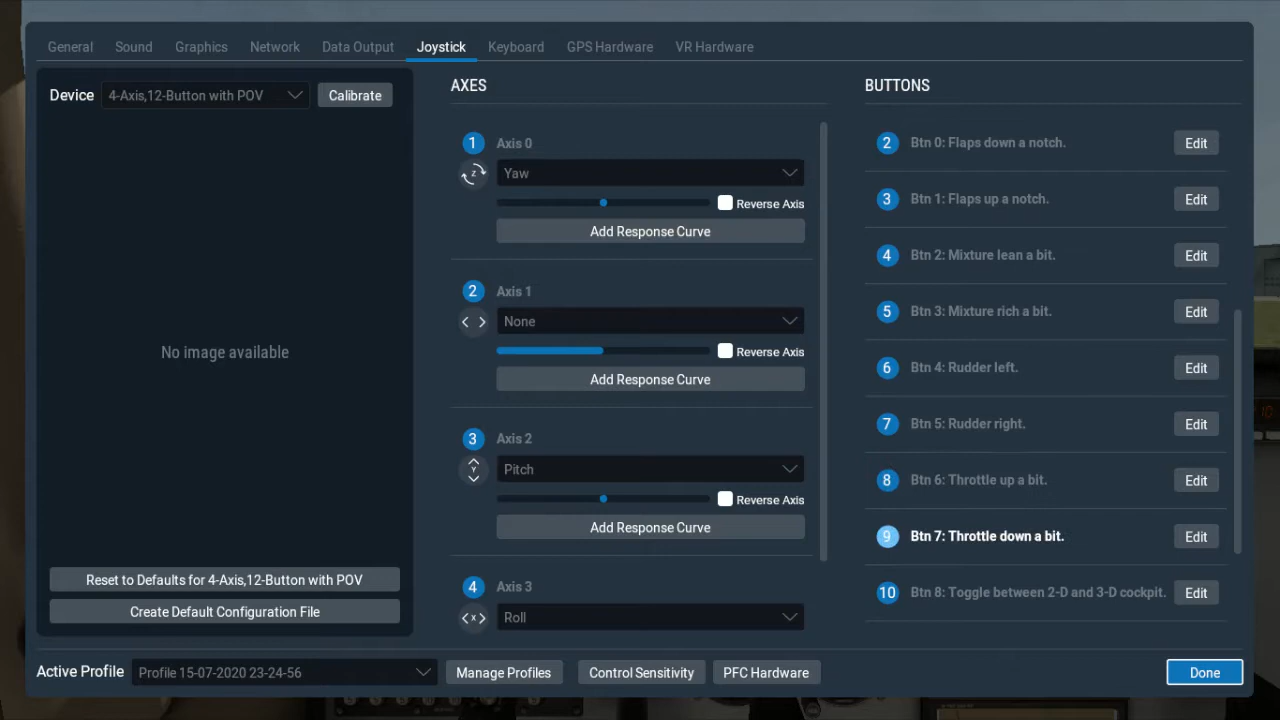 General Sound Graphics Network Data Output Joystick Keyboard GPS Hardware VR Hardware
Device 4-Axis,12-Button with POV Calibrate
No image available
Reset to Defaults for 4-Axis,12-Button with POV
Create Default Configuration File
AXES
1 Axis 0
z Yaw
Reverse Axis
Add Response Curve
2 Axis 1
None
Reverse Axis
Add Response Curve
3 Axis 2
Y Pitch
Reverse Axis
Add Response Curve
4 Axis 3
x Roll
BUTTONS
2 Btn 0: Flaps down a notch. Edit
3 Btn 1: Flaps up a notch. Edit
4 Btn 2: Mixture lean a bit. Edit
5 Btn 3: Mixture rich a bit. Edit
6 Btn 4: Rudder left. Edit
7 Btn 5: Rudder right. Edit
8 Btn 6: Throttle up a bit. Edit
9 Btn 7: Throttle down a bit. Edit
10 Btn 8: Toggle between 2-D and 3-D cockpit. Edit
Active Profile Profile 15-07-2020 23-24-56 Manage Profiles Control Sensitivity PFC Hardware Done